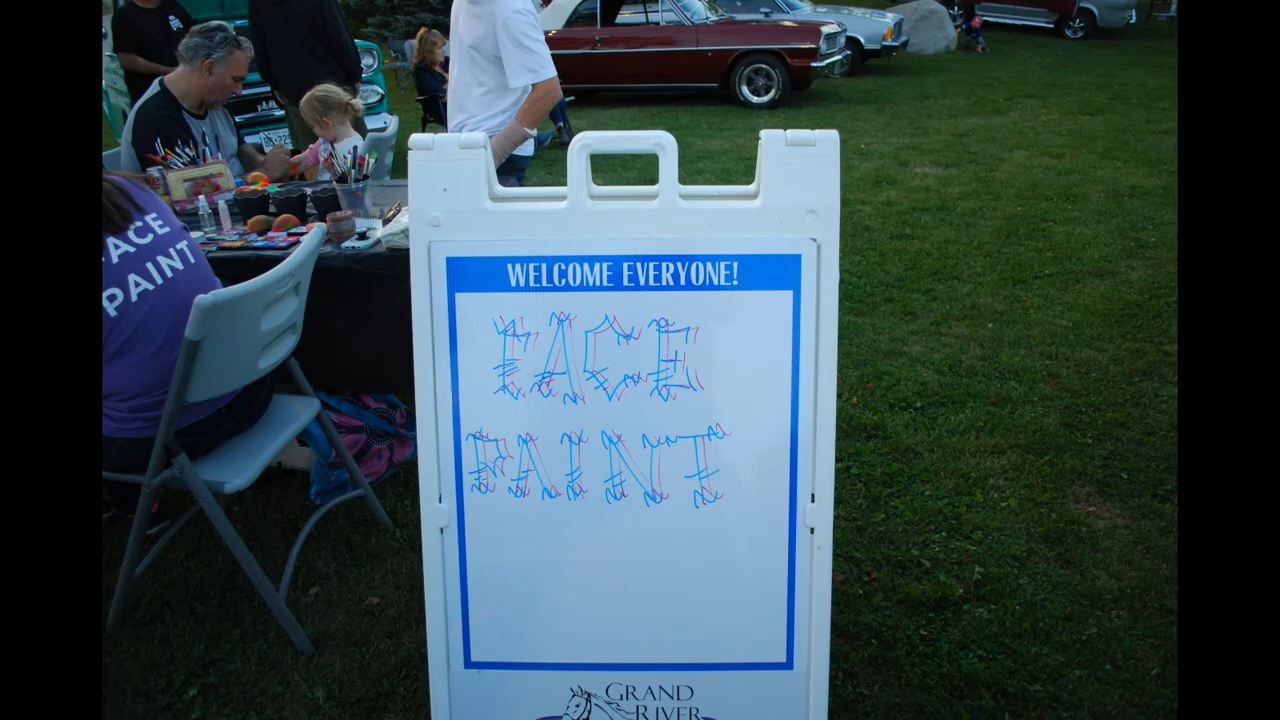 WELCOME EVERYONE!
FACE
PAINT
GRAND
RIVER
ACE
PAINT